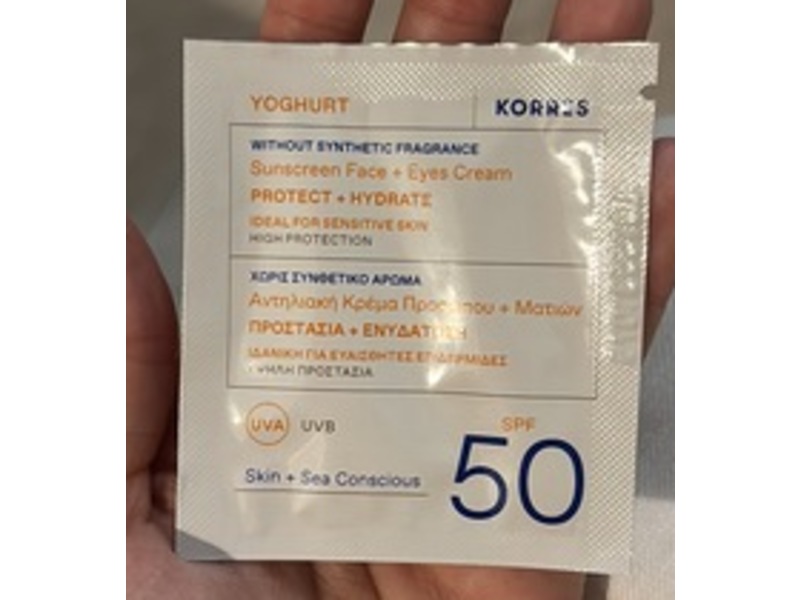 YOGHURT
KORRES
WITHOUT SYNTHETIC FRAGRANCE
Sunscreen Face + Eyes Cream
PROTECT + HYDRATE
IDEAL FOR SENSITIVE SKIN
HIGH PROTECTION
ΧΩΡΙΣ ΣΥΝΘΕΤΙΚΟ ΑΡΩΜΑ
Αντηλιακή Κρέμα Προσώπου + Ματιών
ΠΡΟΣΤΑΣΙΑ + ΕΝΥΔΑΤΩΣΗ
ΙΔΑΝΙΚΗ ΓΙΑ ΕΥΑΙΣΘΗΤΕΣ ΕΠΙΔΕΡΜΙΔΕΣ
ΥΨΗΛΗ ΠΡΟΣΤΑΣΙΑ
UVA UVB
SPF
50
Skin + Sea Conscious